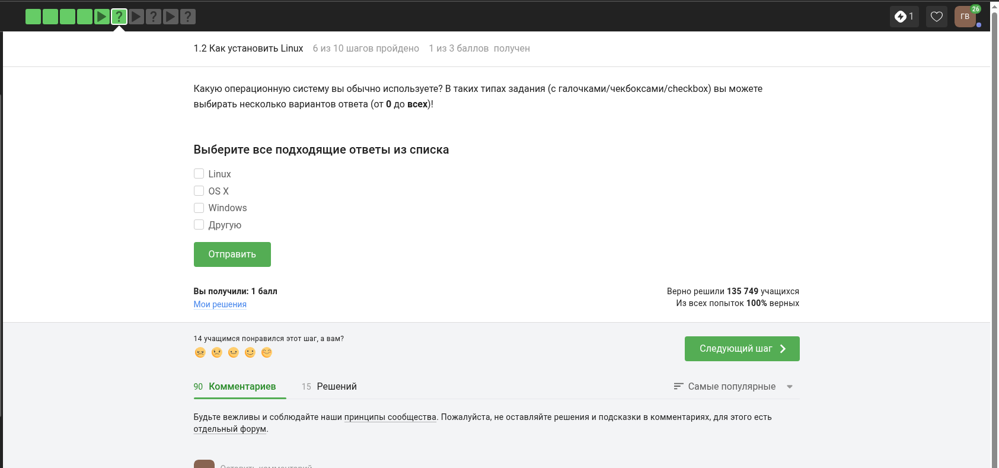 ?
?
?
1
ГВ
26
1.2 Как установить Linux 6 из 10 шагов пройдено 1 из 3 баллов получен
Какую операционную систему вы обычно используете? В таких типах задания (с галочками/чекбоксами/checkbox) вы можете
выбирать несколько вариантов ответа (от 0 до всех)!
Выберите все подходящие ответы из списка
Linux
OS X
Windows
Другую
Отправить
Вы получили: 1 балл
Мои решения
Верно решили 135 749 учащихся
Из всех попыток 100% верных
14 учащимся понравился этот шаг, а вам?
Следующий шаг
90 Комментариев 15 Решений
Самые популярные
Будьте вежливы и соблюдайте наши принципы сообщества. Пожалуйста, не оставляйте решения и подсказки в комментариях, для этого есть
отдельный форум.
Оставить комментарий